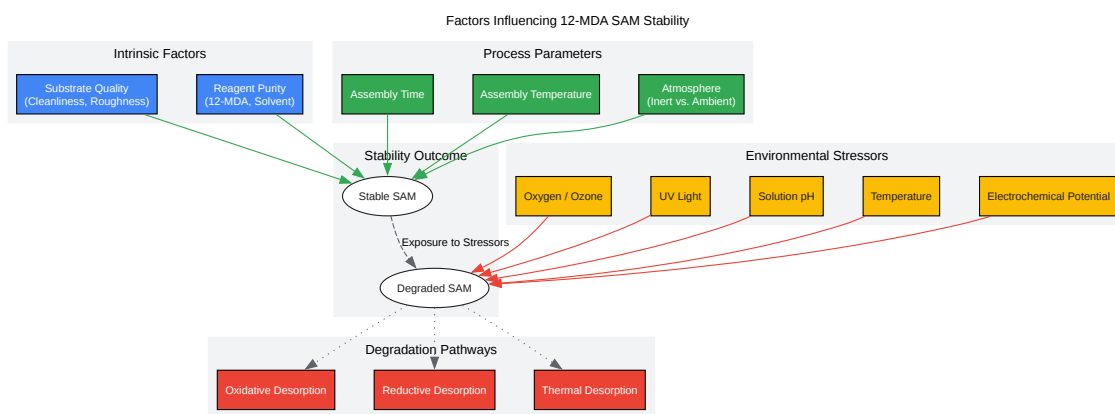 Factors Influencing 12-MDA SAM Stability
Intrinsic Factors
Substrate Quality
(Cleanliness, Roughness)
Reagent Purity
(12-MDA, Solvent)
Process Parameters
Assembly Time
Assembly Temperature
Atmosphere
(Inert vs. Ambient)
Stability Outcome
Stable SAM
Exposure to Stressors
Degraded SAM
Environmental Stressors
Oxygen / Ozone
UV Light
Solution pH
Temperature
Electrochemical Potential
Degradation Pathways
Oxidative Desorption
Reductive Desorption
Thermal Desorption